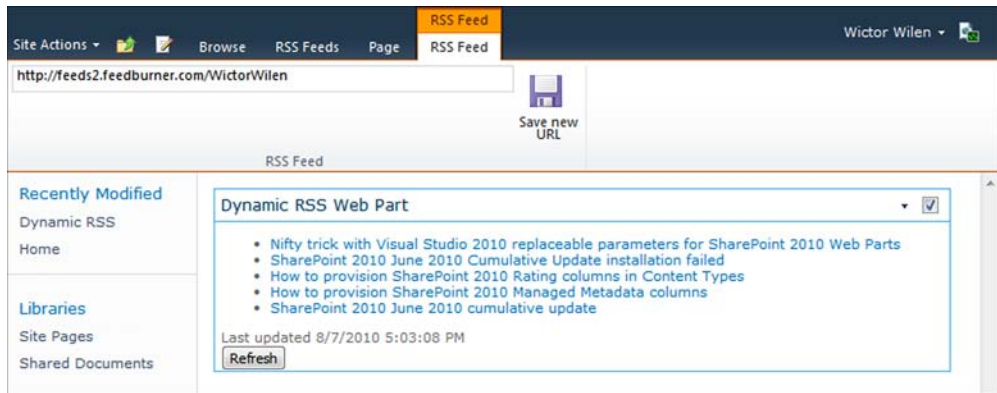 RSS Feed
Site Actions
Browse
RSS Feeds
Page
RSS Feed
Wictor Wilen
http://feeds2.feedburner.com/WictorWilen
Save new
URL
RSS Feed
Recently Modified
Dynamic RSS
Home
Libraries
Site Pages
Shared Documents
Dynamic RSS Web Part
Nifty trick with Visual Studio 2010 replaceable parameters for SharePoint 2010 Web Parts
SharePoint 2010 June 2010 Cumulative Update installation failed
How to provision SharePoint 2010 Rating columns in Content Types
How to provision SharePoint 2010 Managed Metadata columns
SharePoint 2010 June 2010 cumulative update
Last updated 8/7/2010 5:03:08 PM
Refresh